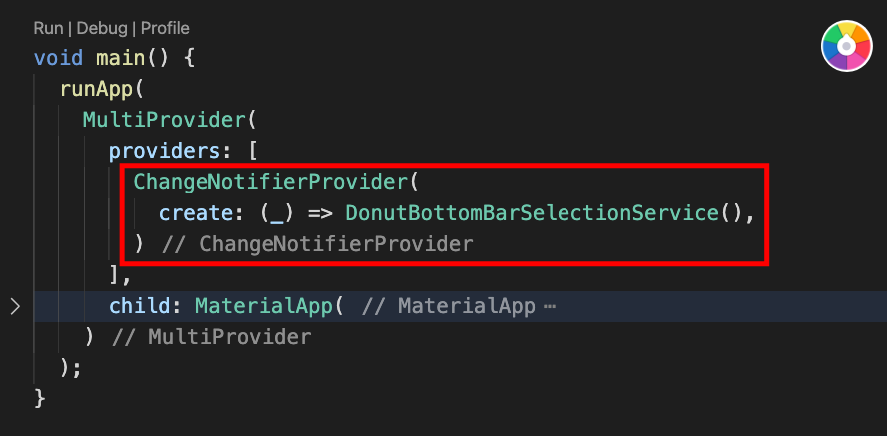 Run | Debug | Profile
void main() {
runApp(
MultiProvider(
providers: [
ChangeNotifierProvider(
create: (_) => DonutBottomBarSelectionService(),
) // ChangeNotifierProvider
],
child: MaterialApp( // MaterialApp ⋯
) // MultiProvider
);
}